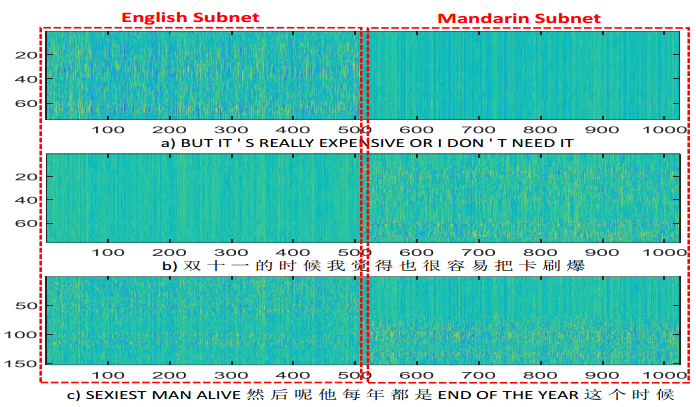 English Subnet
Mandarin Subnet
20
40
60
100 200 300 400 500 600 700 800 900 1000
a) BUT IT ' S REALLY EXPENSIVE OR I DON ' T NEED IT
20
40
60
100 200 300 400 500 600 700 800 900 1000
b) 双 十 一 的 时 候 我 觉 得 也 很 容 易 把 卡 刷 爆
50
100
150
100 200 300 400 500 600 700 800 900 1000
c) SEXIEST MAN ALIVE 然 后 呢 他 每 年 都 是 END OF THE YEAR 这 个 时 候